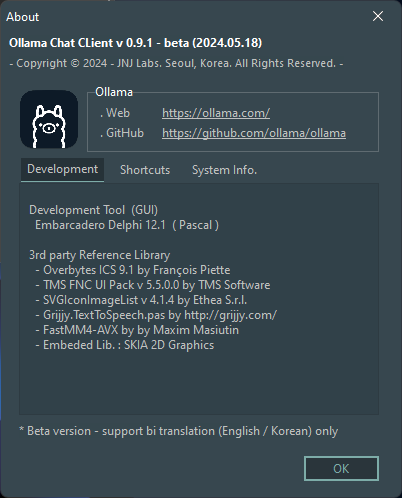 About
Ollama Chat CLient v 0.9.1 - beta (2024.05.18)
- Copyright © 2024 - JNJ Labs. Seoul, Korea. All Rights Reserved. -
Ollama
. Web https://ollama.com/
. GitHub https://github.com/ollama/ollama
Development Shortcuts System Info.
Development Tool (GUI)
Embarcadero Delphi 12.1 ( Pascal )
3rd party Reference Library
- Overbytes ICS 9.1 by François Piette
- TMS FNC UI Pack v 5.5.0.0 by TMS Software
- SVGIconImageList v 4.1.4 by Ethea S.r.l.
- Grijjy.TextToSpeech.pas by http://grijjy.com/
- FastMM4-AVX by by Maxim Masiutin
- Embeded Lib. : SKIA 2D Graphics
* Beta version - support bi translation (English / Korean) only
OK